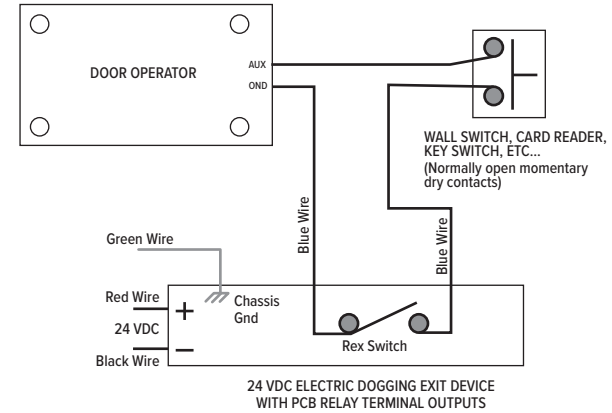 DOOR OPERATOR
AUX
OND
WALL SWITCH, CARD READER,
KEY SWITCH, ETC...
(Normally open momentary
dry contacts)
Blue Wire
Blue Wire
Green Wire
Red Wire
+
Chassis
Gnd
24 VDC
Rex Switch
Black Wire
−
24 VDC ELECTRIC DOGGING EXIT DEVICE
WITH PCB RELAY TERMINAL OUTPUTS